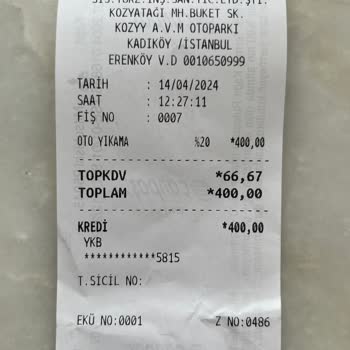 KOZYATAĞI MH.BUKET SK.
KOZYY A.V.M OTOPARKI
KADIKÖY /İSTANBUL
ERENKÖY V.D 0010650999
TARİH : 14/04/2024
SAAT : 12:27:11
FİŞ NO : 0007
OTO YIKAMA %20 *400,00
TOPKDV *66,67
TOPLAM *400,00
KREDİ *400,00
YKB
************5815
T.SİCİL NO:
EKÜ NO:0001 Z NO:0486